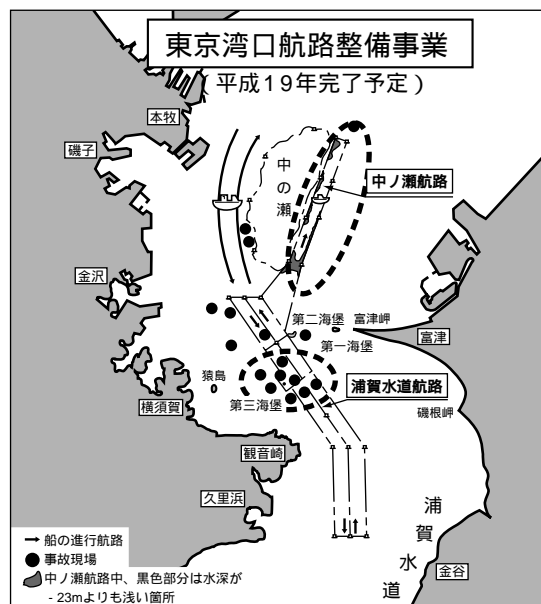 東京湾口航路整備事業
(平成19年完了予定)
本牧
磯子
中の瀬
中ノ瀬航路
金沢
第二海堡
富津岬
第一海堡
富津
猿島
浦賀水道航路
横須賀
第三海堡
磯根岬
観音崎
久里浜
浦賀水道
金谷
船の進行航路
事故現場
中ノ瀬航路中、黒色部分は水深が
- 23mよりも浅い箇所